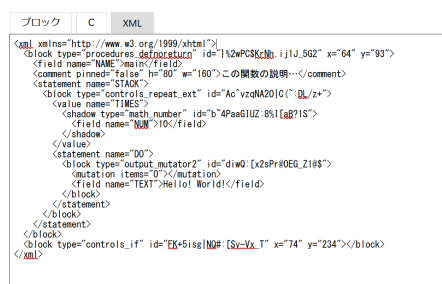 ブロック C XML
<xml xmlns="http://www.w3.org/1999/xhtml">
<block type="procedures_defnoreturn" id="}%2wPC$KrNh.ij1J_5G2" x="64" y="93">
<field name="NAME">main</field>
<comment pinned="false" h="80" w="160">この関数の説明…</comment>
<statement name="STACK">
<block type="controls_repeat_ext" id="Ac^vzqNA2O|C(~:DL/z+">
<value name="TIMES">
<shadow type="math_number" id="b~4PaaGIUZ:8%I[aB?1S">
<field name="NUM">10</field>
</shadow>
</value>
<statement name="DO">
<block type="output_mutator2" id="diwQ:[x2sPr@OEG_Z1@$">
<mutation items="0"></mutation>
<field name="TEXT">Hello! World!</field>
</block>
</statement>
</block>
</statement>
</block>
<block type="controls_if" id="FK+5isg|NQ#:[Sv-Vx_T" x="74" y="234"></block>
</xml>